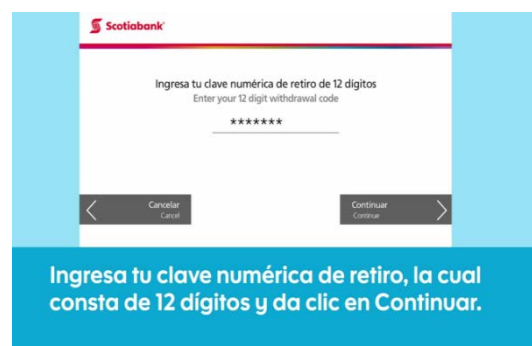 Scotiabank
Ingresa tu clave numérica de retiro de 12 dígitos
Enter your 12 digit withdrawal code
*******
Cancelar
Cancel
Continuar
Continue
Ingresa tu clave numérica de retiro, la cual
consta de 12 dígitos y da clic en Continuar.